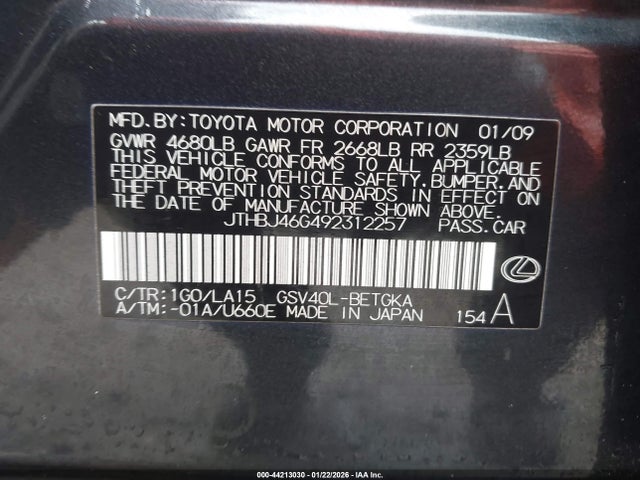 MFD.BY:TOYOTA MOTOR CORPORATION 01/09
GVWR 4680LB GAWR FR 2668LB RR 2359LB
THIS VEHICLE CONFORMS TO ALL APPLICABLE
FEDERAL MOTOR VEHICLE SAFETY,BUMPER,AND
THEFT PREVENTION STANDARDS IN EFFECT ON
THE DATE OF MANUFACTURE SHOWN ABOVE.
JTHBJ46G492312257 PASS.CAR
C/TR:1G0/LA15 GSV40L-BETGKA
A/TM:-01A/U660E MADE IN JAPAN 154 A
000-44213030 - 01/22/2026 - IAA Inc.